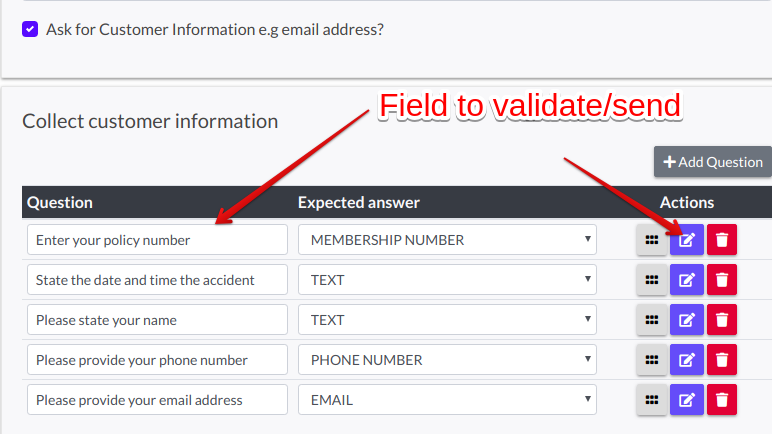 Ask for Customer Information e.g email address?
Field to validate/send
Collect customer information
Add Question
Question Expected answer Actions
Enter your policy number MEMBERSHIP NUMBER
State the date and time the accident TEXT
Please state your name TEXT
Please provide your phone number PHONE NUMBER
Please provide your email address EMAIL